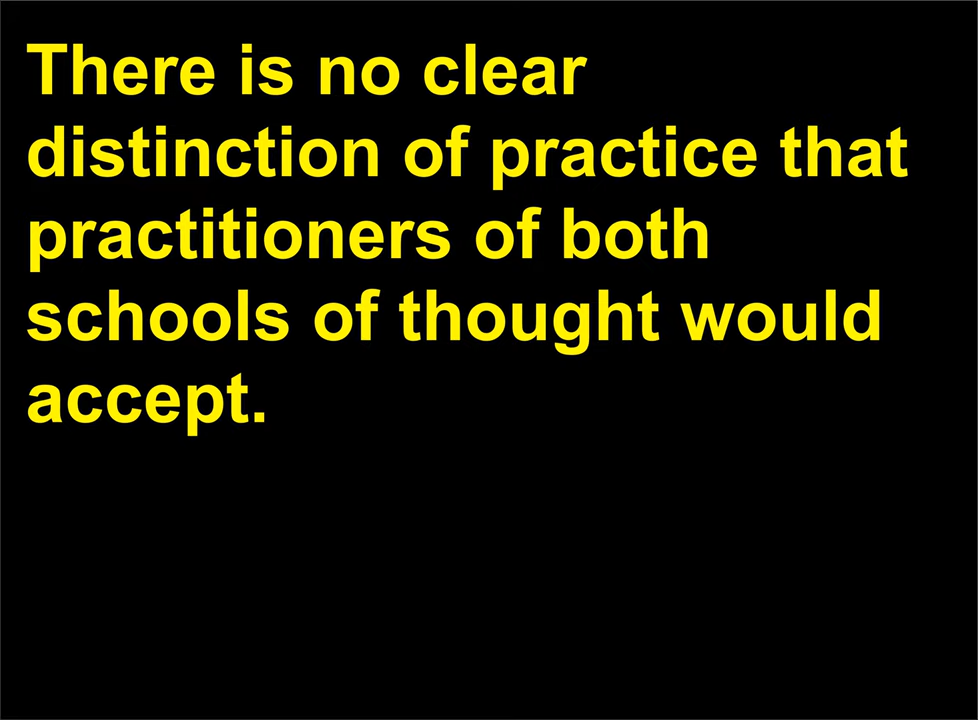 There is no clear
distinction of practice that
practitioners of both
schools of thought would
accept.